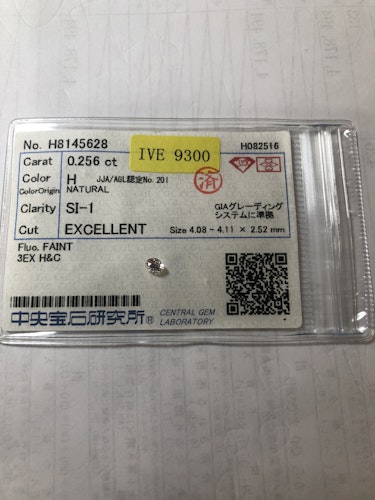 No. H8145628
IVE 9300
H082516
Carat 0.256 ct
Color H JJA/AGL認定No.201
ColorOrigin NATURAL
済
Clarity SI-1
GIAグレーディング
システムに準拠
Cut EXCELLENT Size 4.08 - 4.11 × 2.52 mm
Fluo. FAINT
3EX H&C
中央宝石研究所® CENTRAL GEM
LABORATORY